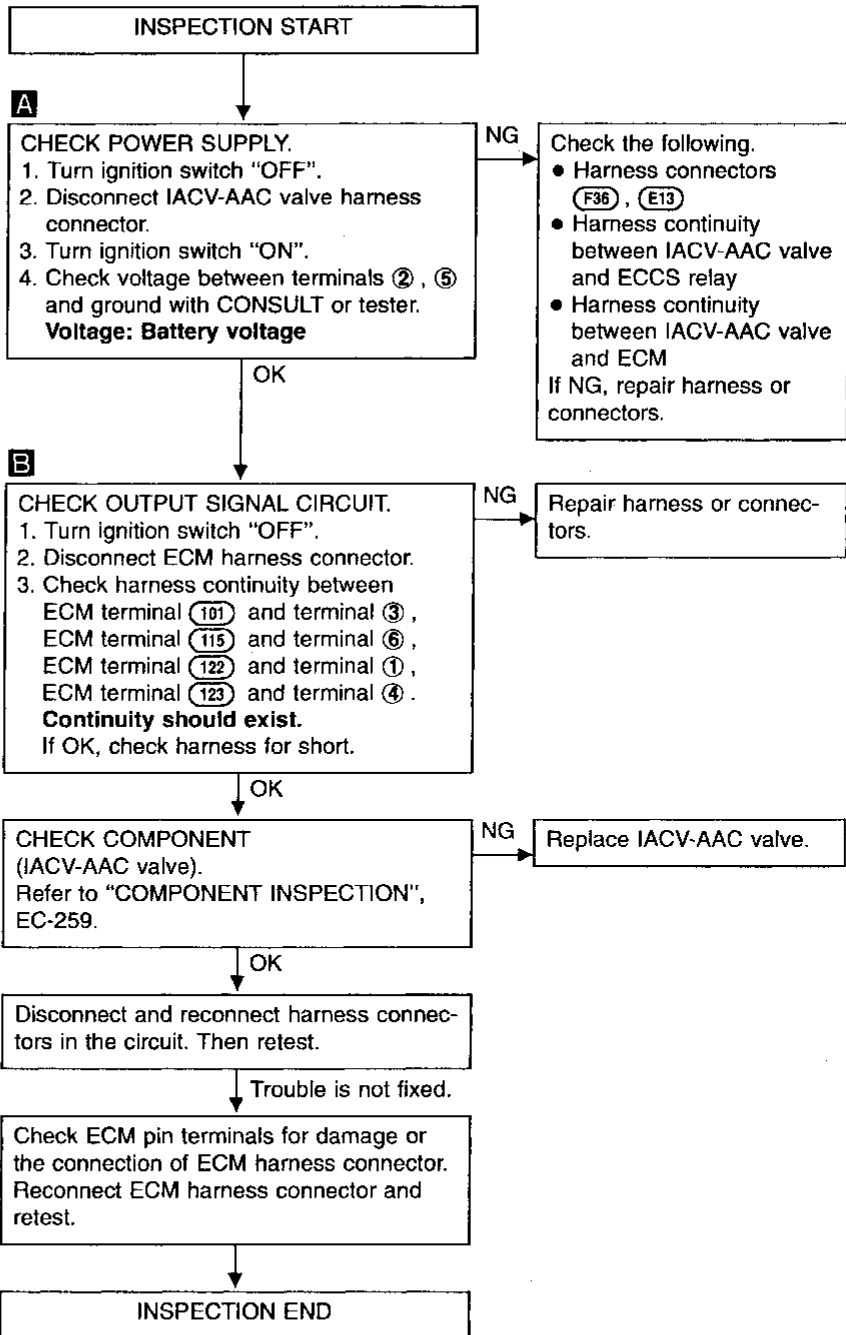 INSPECTION START
A
CHECK POWER SUPPLY.
1. Turn ignition switch “OFF”.
2. Disconnect IACV-AAC valve harness
connector.
3. Turn ignition switch “ON”.
4. Check voltage between terminals ②, ⑤
and ground with CONSULT or tester.
Voltage: Battery voltage
NG
Check the following.
● Harness connectors
F36, E13
● Harness continuity
between IACV-AAC valve
and ECCS relay
● Harness continuity
between IACV-AAC valve
and ECM
If NG, repair harness or
connectors.
OK
B
CHECK OUTPUT SIGNAL CIRCUIT.
1. Turn ignition switch “OFF”.
2. Disconnect ECM harness connector.
3. Check harness continuity between
ECM terminal 101 and terminal ③,
ECM terminal 115 and terminal ⑥,
ECM terminal 122 and terminal ①,
ECM terminal 123 and terminal ④.
Continuity should exist.
If OK, check harness for short.
NG
Repair harness or connec-
tors.
OK
CHECK COMPONENT
(IACV-AAC valve).
Refer to “COMPONENT INSPECTION”,
EC-259.
NG
Replace IACV-AAC valve.
OK
Disconnect and reconnect harness connec-
tors in the circuit. Then retest.
Trouble is not fixed.
Check ECM pin terminals for damage or
the connection of ECM harness connector.
Reconnect ECM harness connector and
retest.
INSPECTION END